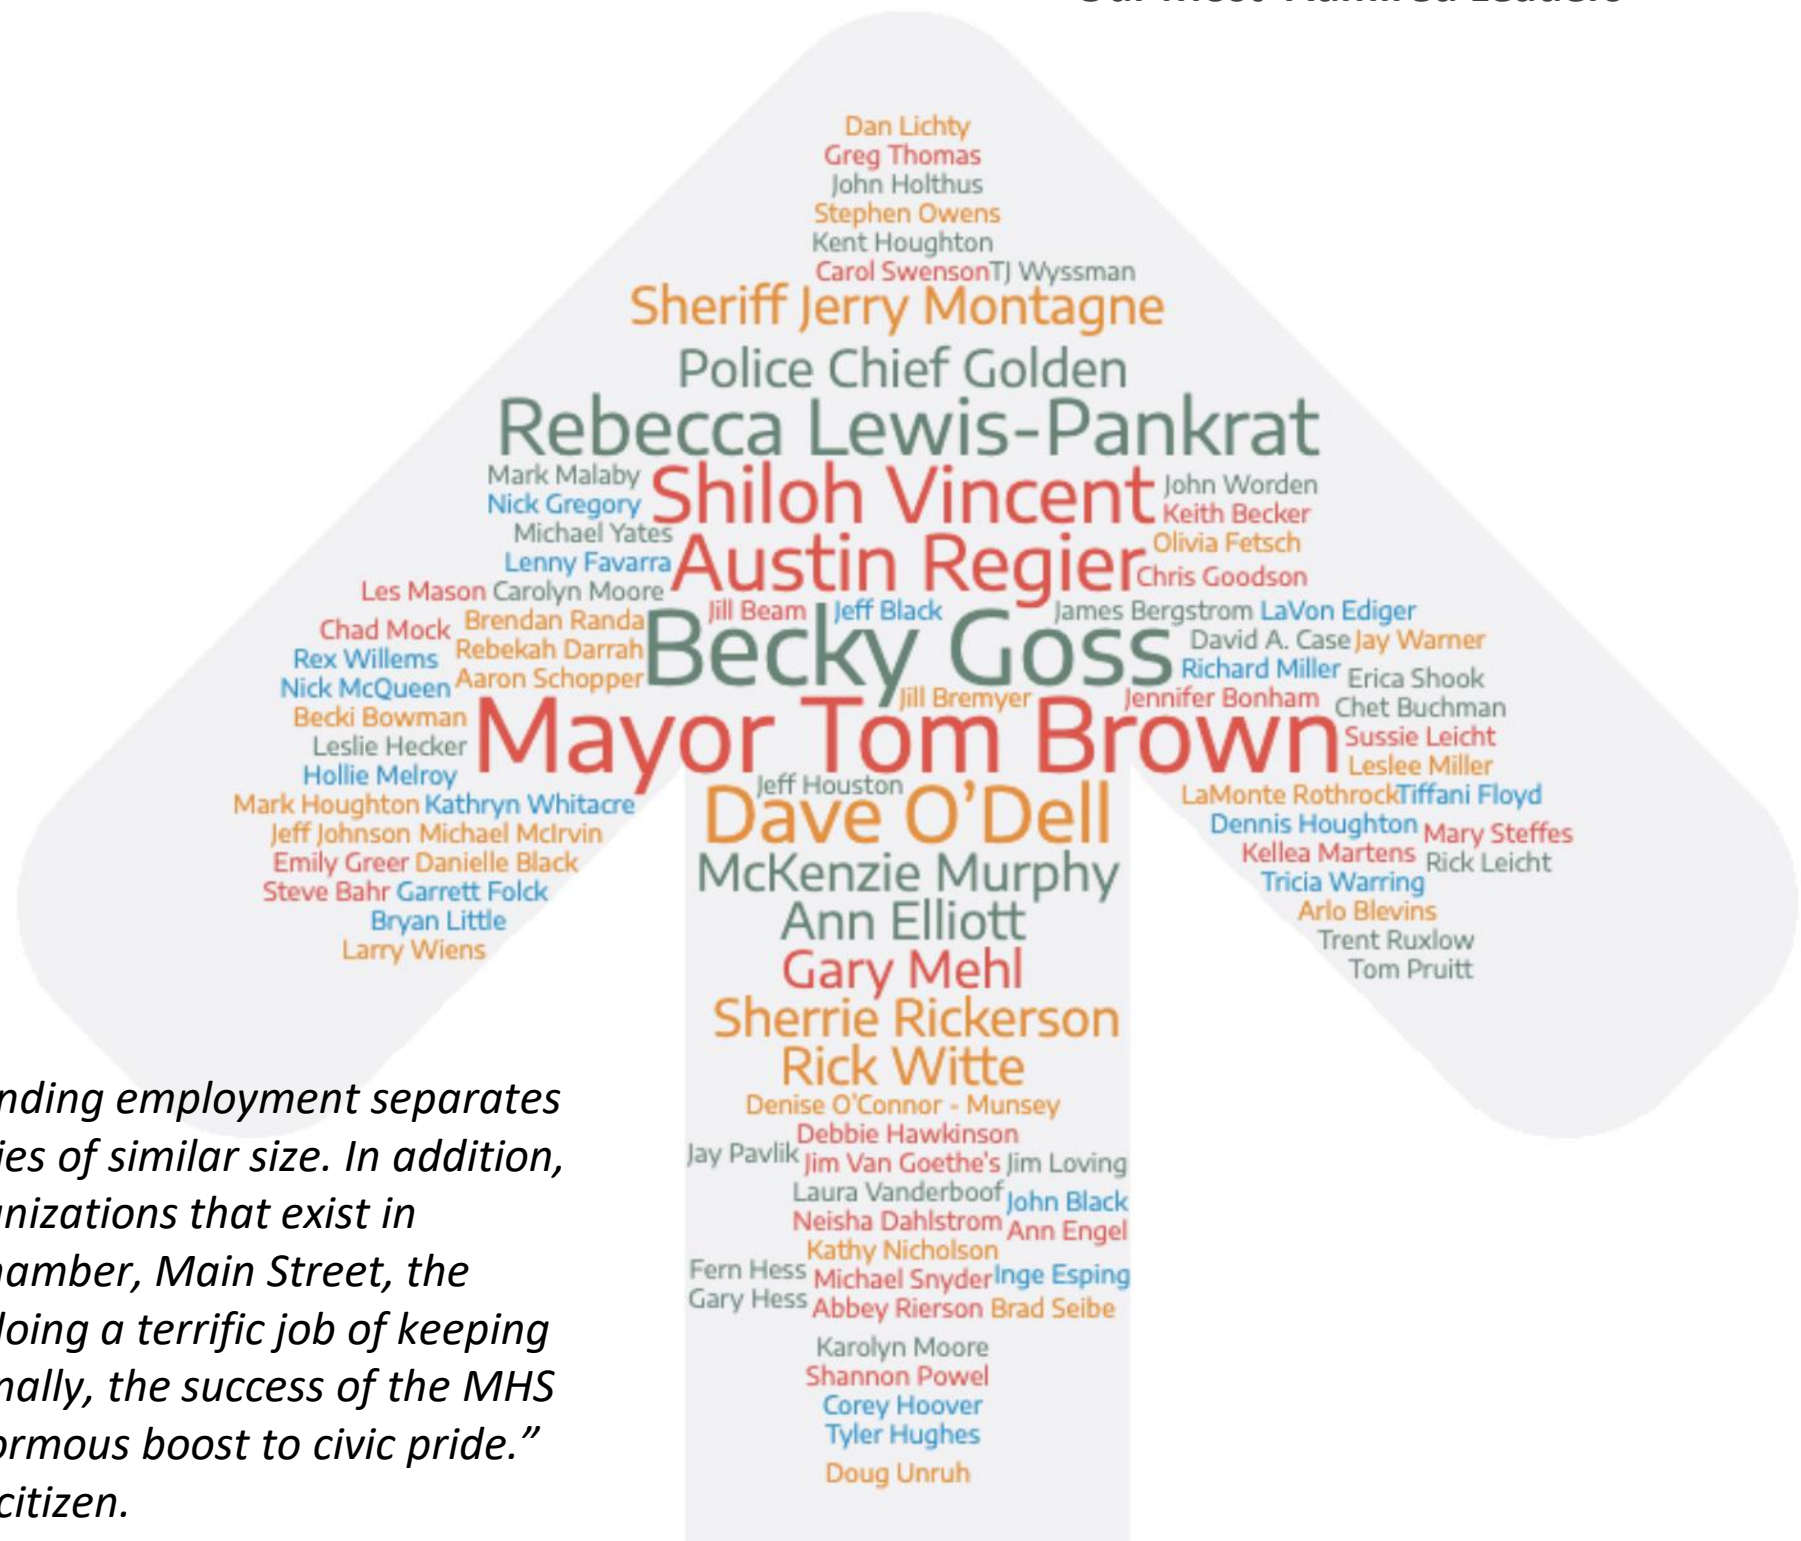 Our Most Admired Leaders
Dan Lichty
Greg Thomas
John Holthus
Stephen Owens
Kent Houghton
Carol Swenson TJ Wyssman
Sheriff Jerry Montagne
Police Chief Golden
Rebecca Lewis-Pankrat
Mark Malaby
Shiloh Vincent
John Worden
Nick Gregory
Keith Becker
Michael Yates
Austin Regier
Olivia Fetsch
Lenny Favarra
Chris Goodson
Les Mason Carolyn Moore
Jill Beam Jeff Black
James Bergstrom LaVon Ediger
Chad Mock Brendan Randa
Becky Goss
David A. Case Jay Warner
Rex Willems Rebekah Darrah
Richard Miller Erica Shook
Nick McQueen Aaron Schopper
Jill Bremyer
Jennifer Bonham Chet Buchman
Becki Bowman
Mayor Tom Brown
Sussie Leicht
Leslie Hecker
Leslee Miller
Hollie Melroy
Jeff Houston
LaMonte Rothrock Tiffani Floyd
Mark Houghton Kathryn Whitacre
Dave O’Dell
Dennis Houghton Mary Steffes
Jeff Johnson Michael McIrvin
Kellea Martens Rick Leicht
Emily Greer Danielle Black
McKenzie Murphy
Tricia Warring
Steve Bahr Garrett Folck
Arlo Blevins
Bryan Little
Ann Elliott
Trent Ruxlow
Larry Wiens
Gary Mehl
Tom Pruitt
Sherrie Rickerson
Rick Witte
Denise O'Connor - Munsey
Debbie Hawkinson
Jay Pavlik Jim Van Goethe's Jim Loving
Laura Vanderboof John Black
Neisha Dahlstrom Ann Engel
Kathy Nicholson
Fern Hess Michael Snyder Inge Esping
Gary Hess Abbey Rierson Brad Seibe
Karolyn Moore
Shannon Powel
Corey Hoover
Tyler Hughes
Doug Unruh
nding employment separates
ies of similar size. In addition,
nizations that exist in
amber, Main Street, the
doing a terrific job of keeping
nally, the success of the MHS
ormous boost to civic pride.”
citizen.